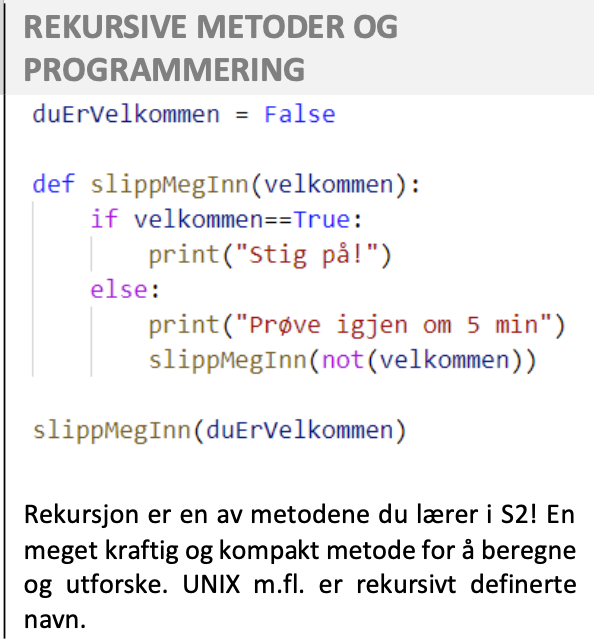 REKURSIVE METODER OG
PROGRAMMERING
duErVelkommen = False
def slippMegInn(velkommen):
if velkommen==True:
print("Stig på!")
else:
print("Prøve igjen om 5 min")
slippMegInn(not(velkommen))
slippMegInn(duErVelkommen)
Rekursjon er en av metodene du lærer i S2! En
meget kraftig og kompakt metode for å beregne
og utforske. UNIX m.fl. er rekursivt definerte
navn.